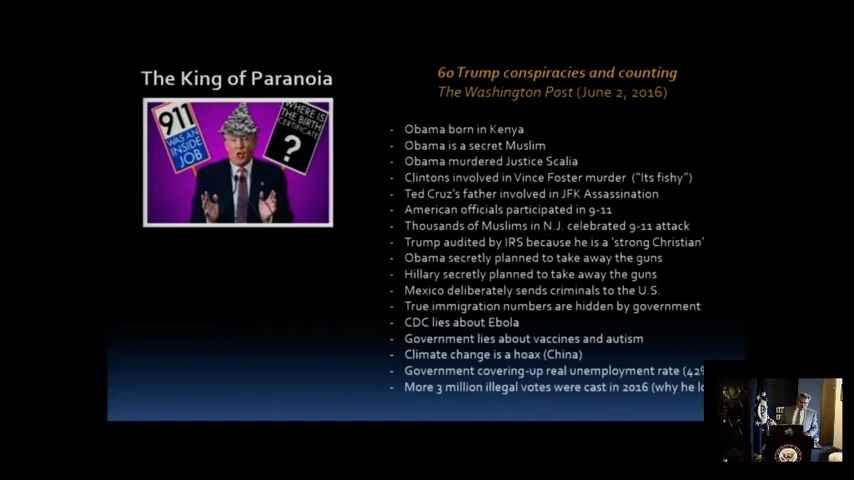 The King of Paranoia
911
WAS AN
INSIDE
JOB
WHERE IS
THE BIRTH
CERTIFICATE
?
60 Trump conspiracies and counting
The Washington Post (June 2, 2016)
- Obama born in Kenya
- Obama is a secret Muslim
- Obama murdered Justice Scalia
- Clintons involved in Vince Foster murder ("Its fishy")
- Ted Cruz's father involved in JFK Assassination
- American officials participated in 9-11
- Thousands of Muslims in N.J. celebrated 9-11 attack
- Trump audited by IRS because he is a 'strong Christian'
- Obama secretly planned to take away the guns
- Hillary secretly planned to take away the guns
- Mexico deliberately sends criminals to the U.S.
- True immigration numbers are hidden by government
- CDC lies about Ebola
- Government lies about vaccines and autism
- Climate change is a hoax (China)
- Government covering-up real unemployment rate (42%
- More 3 million illegal votes were cast in 2016 (why he